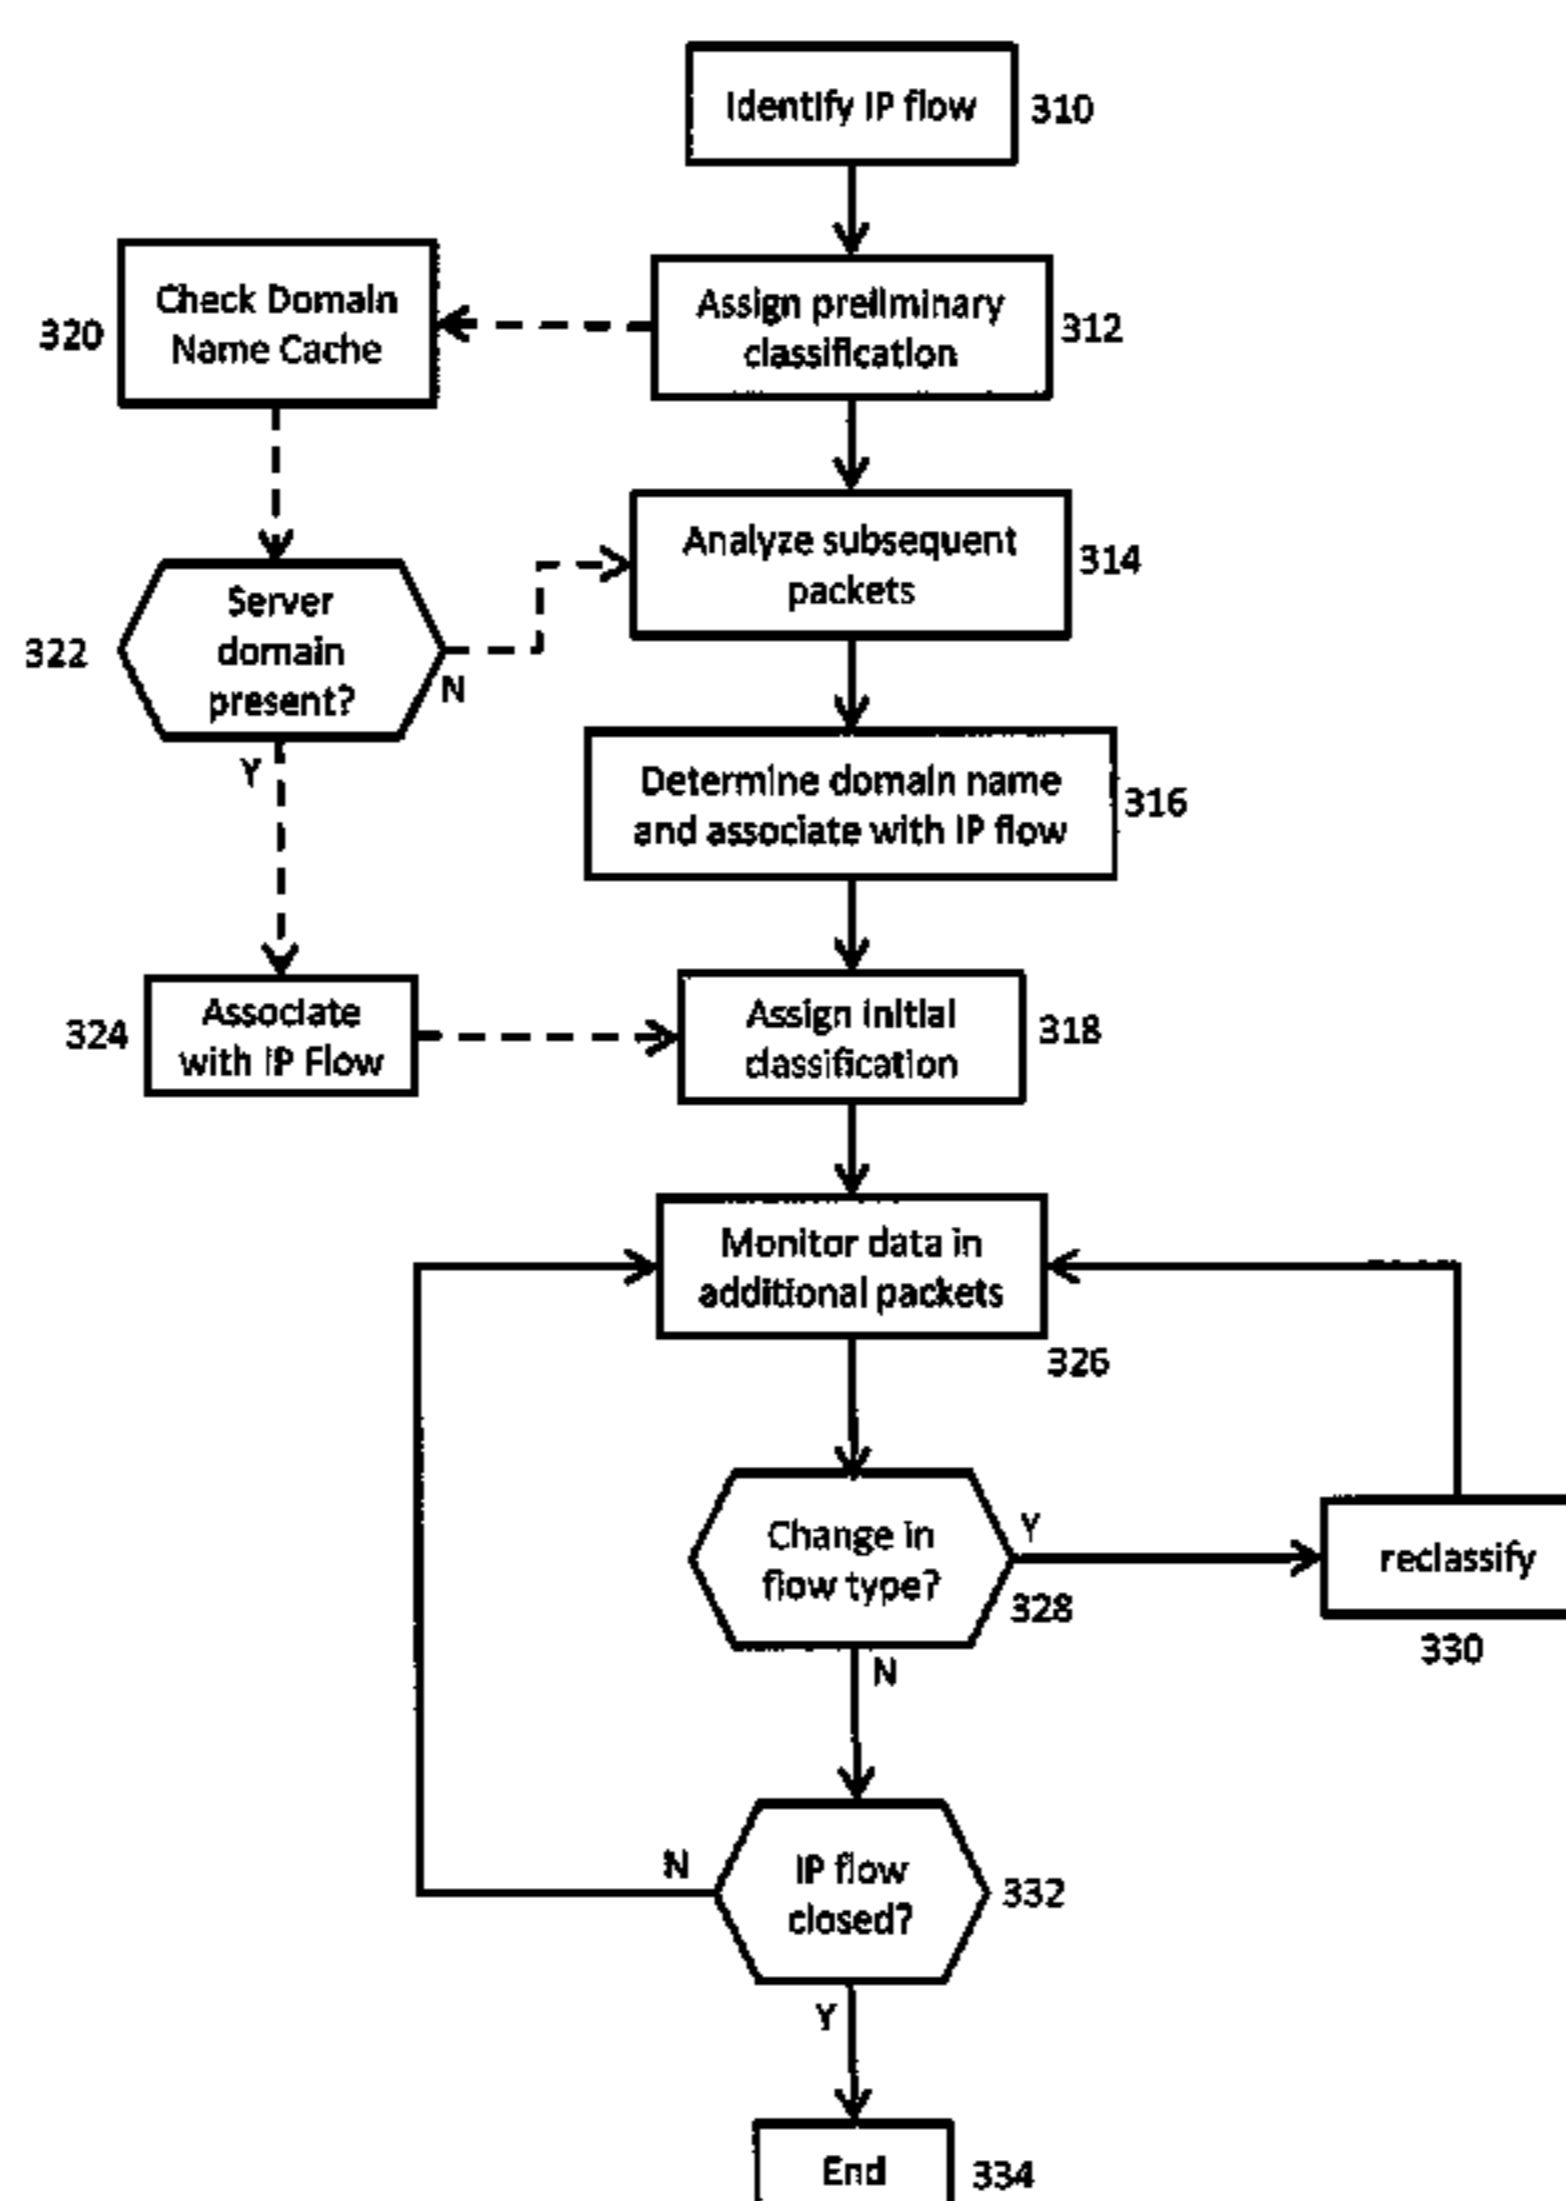 Identify IP flow
310
Assign preliminary
classification
312
Check Domain
Name Cache
320
Analyze subsequent
packets
314
Server
domain
present?
322
N
Y
Determine domain name
and associate with IP flow
316
Associate
with IP Flow
324
Assign initial
classification
318
Monitor data in
additional packets
326
Change in
flow type?
328
Y
N
reclassify
330
IP flow
closed?
332
N
Y
End
334